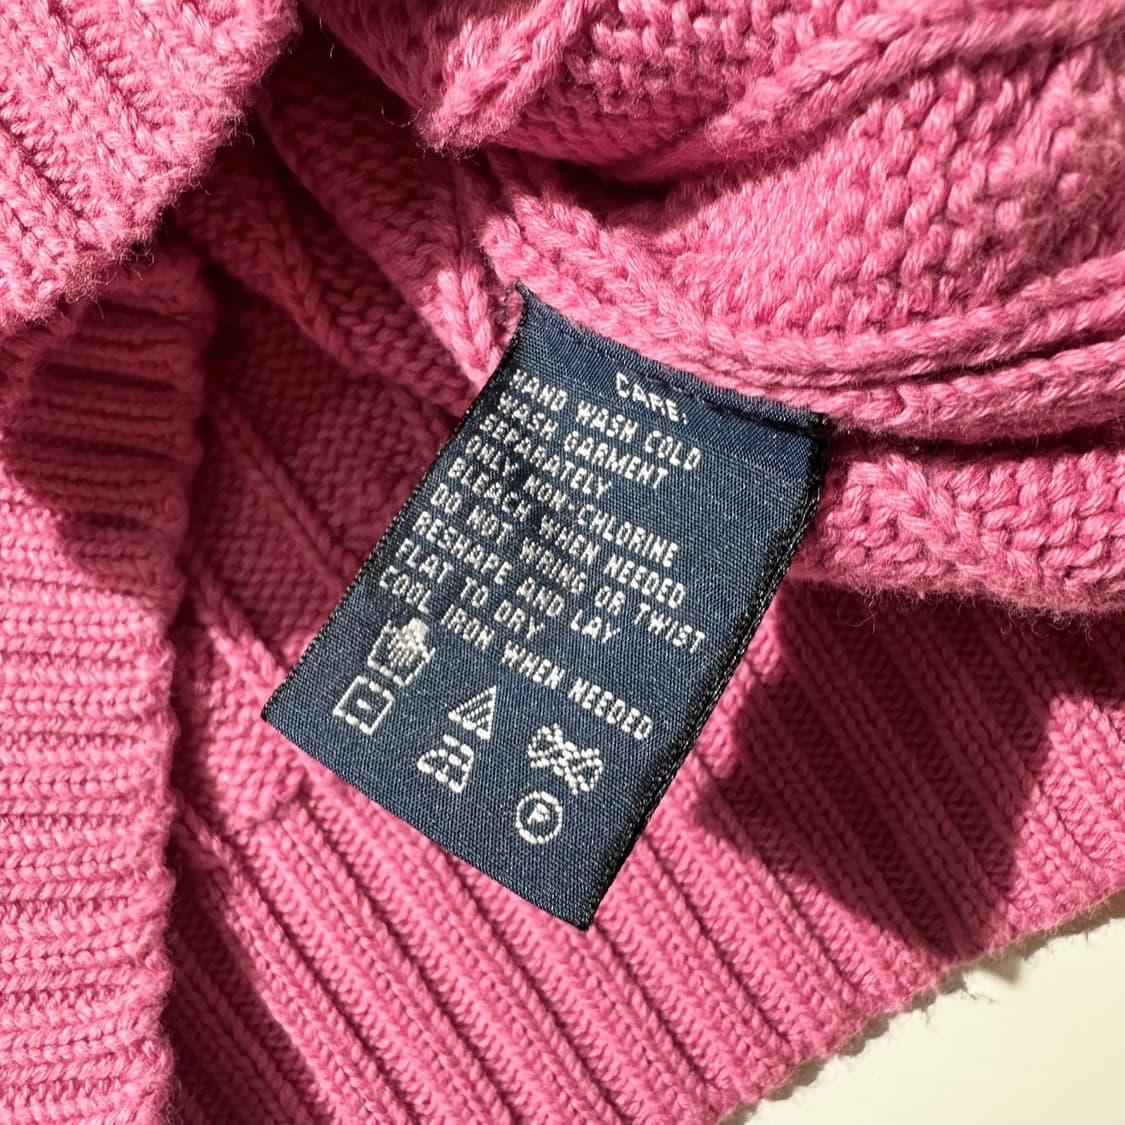 CARE:
HAND WASH COLD
WASH GARMENT
SEPARATELY
ONLY NON-CHLORINE
BLEACH WHEN NEEDED
DO NOT WRING OR TWIST
RESHAPE AND LAY
FLAT TO DRY
COOL IRON WHEN NEEDED
P